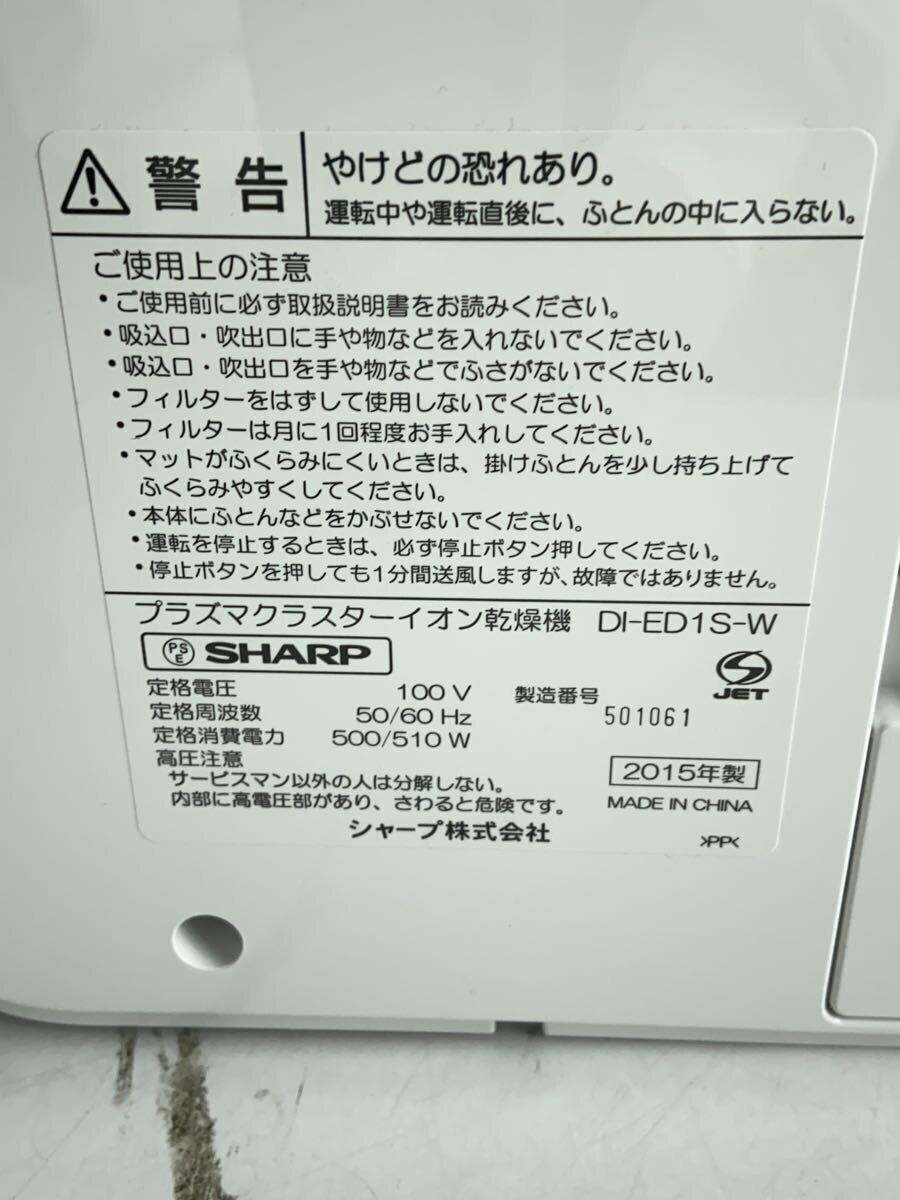 警告
やけどの恐れあり。
運転中や運転直後に、ふとんの中に入らない。
ご使用上の注意
・ご使用前に必ず取扱説明書をお読みください。
・吸込口・吹出口に手や物などを入れないでください。
・吸込口・吹出口を手や物などでふさがないでください。
・フィルターをはずして使用しないでください。
・フィルターは月に1回程度お手入れしてください。
・マットがふくらみにくいときは、掛けふとんを少し持ち上げて
ふくらみやすくしてください。
・本体にふとんなどをかぶせないでください。
・運転を停止するときは、必ず停止ボタン押してください。
・停止ボタンを押しても1分間送風しますが、故障ではありません。
プラズマクラスターイオン乾燥機 DI-ED1S-W
PSE SHARP
JET
定格電圧 100 V 製造番号
定格周波数 50/60 Hz 501061
定格消費電力 500/510 W
高圧注意
サービスマン以外の人は分解しない。
内部に高電圧部があり、さわると危険です。
2015年製
MADE IN CHINA
シャープ株式会社
>PP<